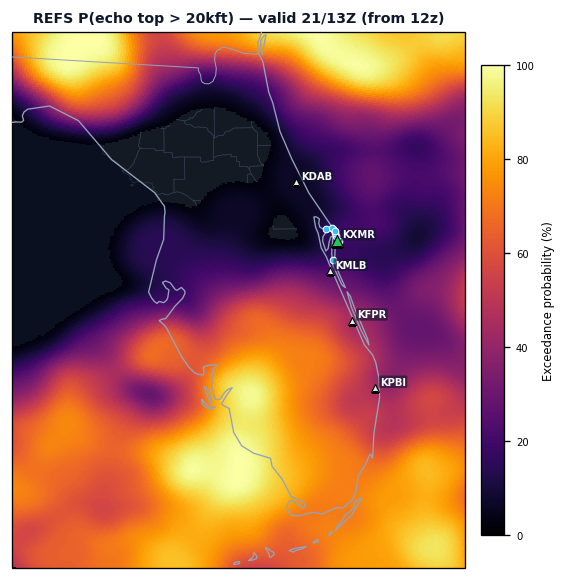 REFS P(echo top > 20kft) — valid 21/13Z (from 12z)
KDAB
KXMR
KMLB
KFPR
KPBI
100
80
60
40
20
0
Exceedance probability (%)